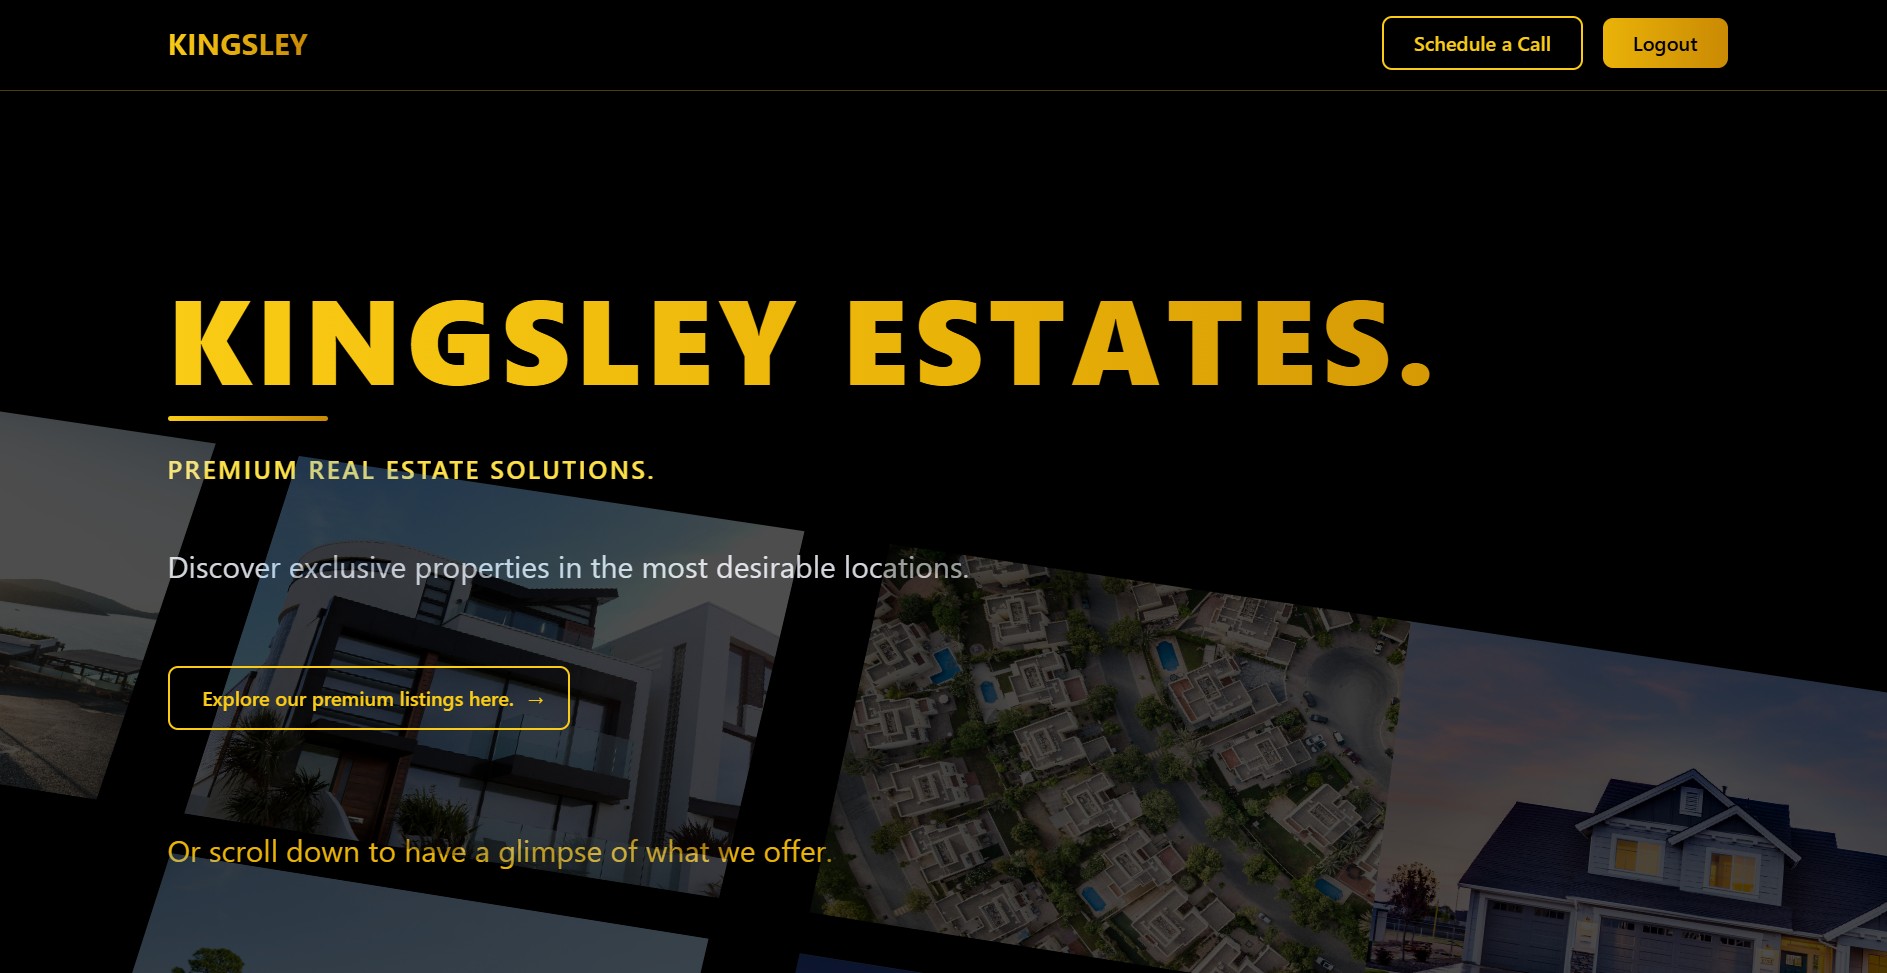 KINGSLEY
Schedule a Call
Logout
KINGSLEY ESTATES.
PREMIUM REAL ESTATE SOLUTIONS.
Discover exclusive properties in the most desirable locations.
Explore our premium listings here. →
Or scroll down to have a glimpse of what we offer.